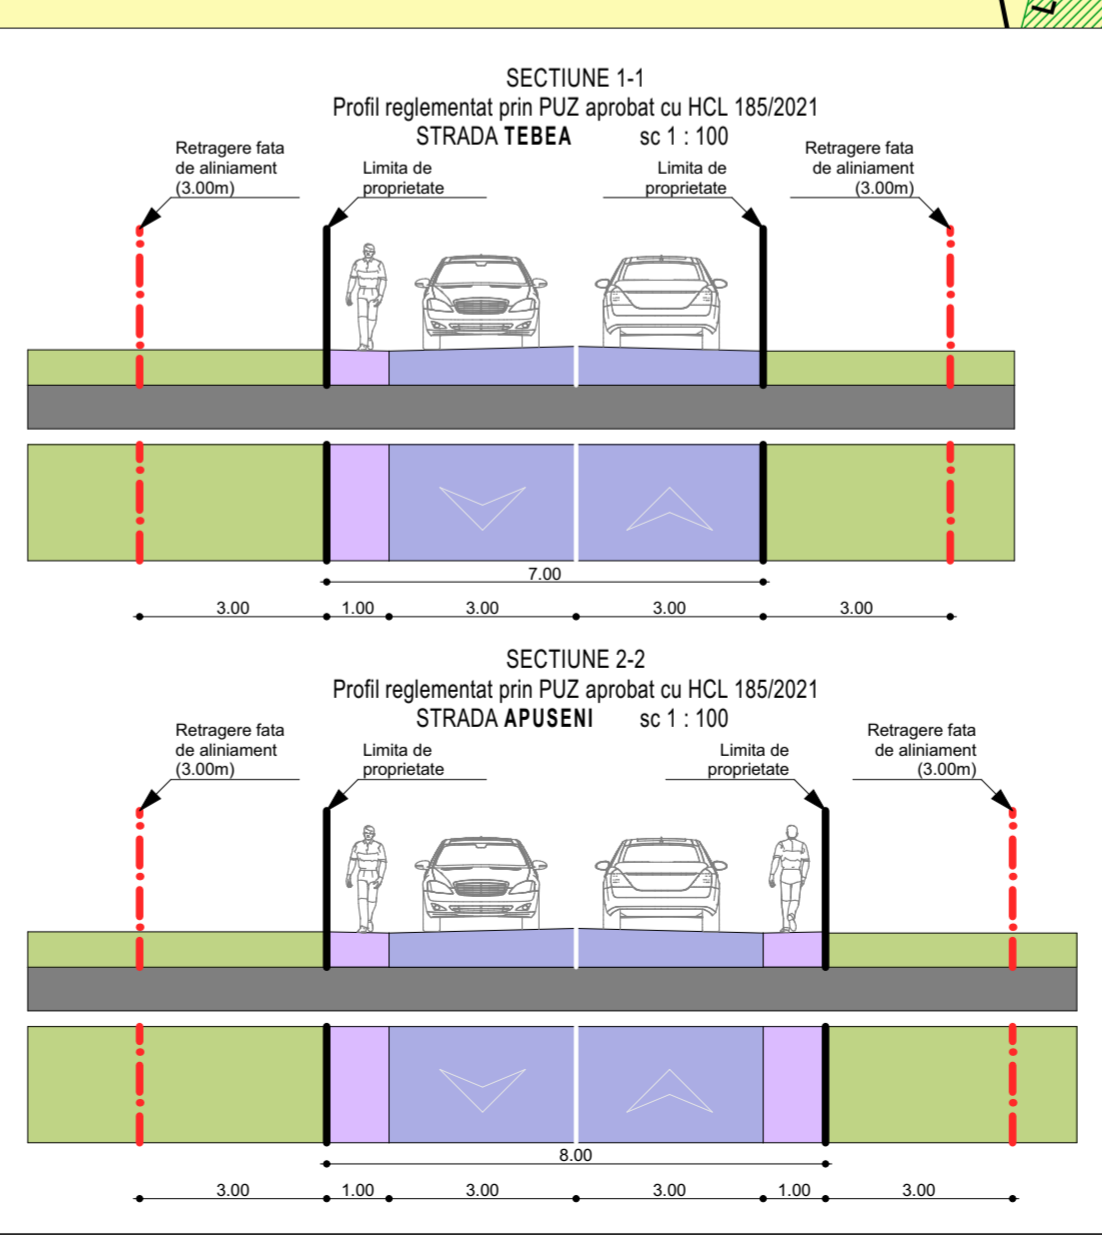 SECTIUNE 1-1
Profil reglementat prin PUZ aprobat cu HCL 185/2021
STRADA TEBEA sc 1 : 100
Retragere fata
de aliniament
(3.00m)
Limita de
proprietate
Limita de
proprietate
Retragere fata
de aliniament
(3.00m)
7.00
3.00 1.00 3.00 3.00 3.00
SECTIUNE 2-2
Profil reglementat prin PUZ aprobat cu HCL 185/2021
STRADA APUSENI sc 1 : 100
Retragere fata
de aliniament
(3.00m)
Limita de
proprietate
Limita de
proprietate
Retragere fata
de aliniament
(3.00m)
8.00
3.00 1.00 3.00 3.00 1.00 3.00